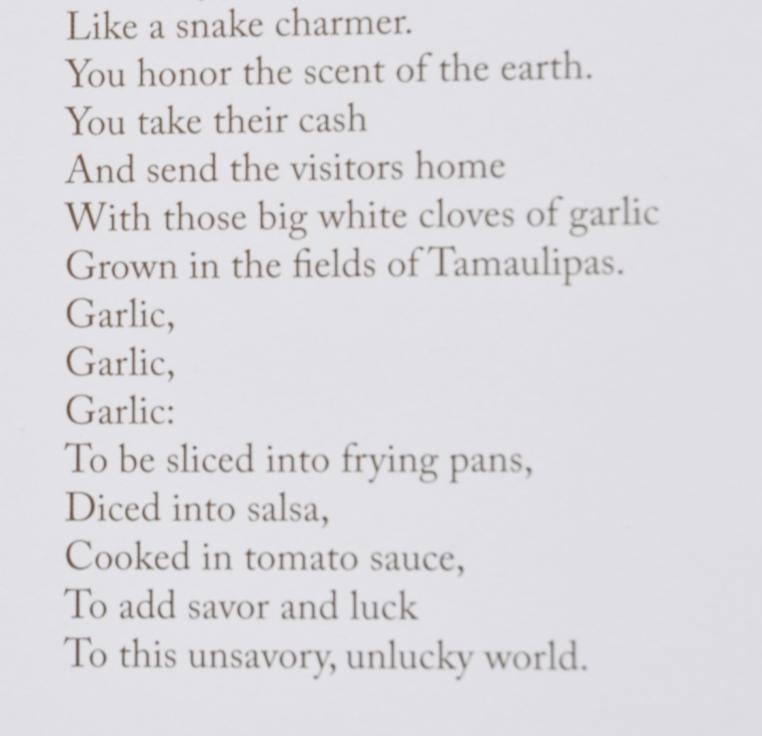 Like a snake charmer.
You honor the scent of the earth.
You take their cash
And send the visitors home
With those big white cloves of garlic
Grown in the fields of Tamaulipas.
Garlic,
Garlic,
Garlic:
To be sliced into frying pans,
Diced into salsa,
Cooked in tomato sauce,
To add savor and luck
To this unsavory, unlucky world.